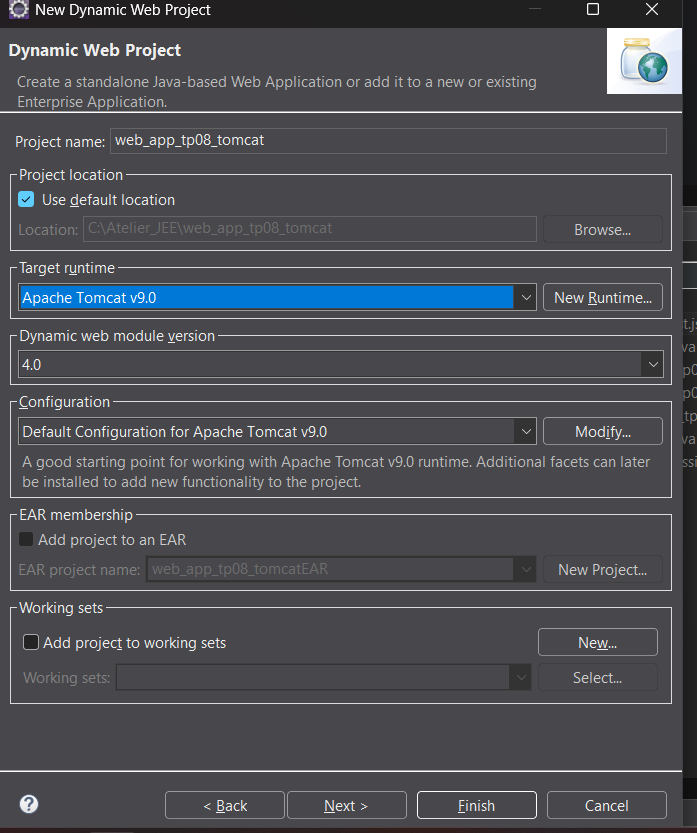 New Dynamic Web Project
Dynamic Web Project
Create a standalone Java-based Web Application or add it to a new or existing
Enterprise Application.
Project name: web_app_tp08_tomcat
Project location
Use default location
Location: C:\Atelier_JEE\web_app_tp08_tomcat Browse...
Target runtime
Apache Tomcat v9.0 New Runtime...
Dynamic web module version
4.0
Configuration
Default Configuration for Apache Tomcat v9.0 Modify...
A good starting point for working with Apache Tomcat v9.0 runtime. Additional facets can later
be installed to add new functionality to the project.
EAR membership
Add project to an EAR
EAR project name: web_app_tp08_tomcatEAR New Project...
Working sets
Add project to working sets New...
Working sets: Select...
? < Back Next > Finish Cancel